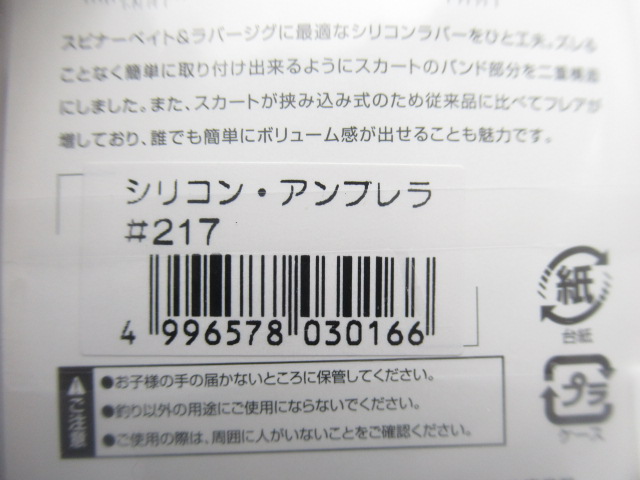 スピナーベイト&ラバージグに最適なシリコンラバーをひと工夫。ズレる
ことなく簡単に取り付け出来るようにスカートのバンド部分を二重構造
にしました。また、スカートが挟み込み式のため従来品に比べてフレアが
増しており、誰でも簡単にボリューム感が出せることも魅力です。
シリコン・アンブレラ
#217
4 996578 030166
紙
台紙
プラ
ケース
ご注意
●お子様の手の届かないところに保管してください。
●釣り以外の用途にご使用にならないでください。
●ご使用の際は、周囲に人がいないことをご確認ください。